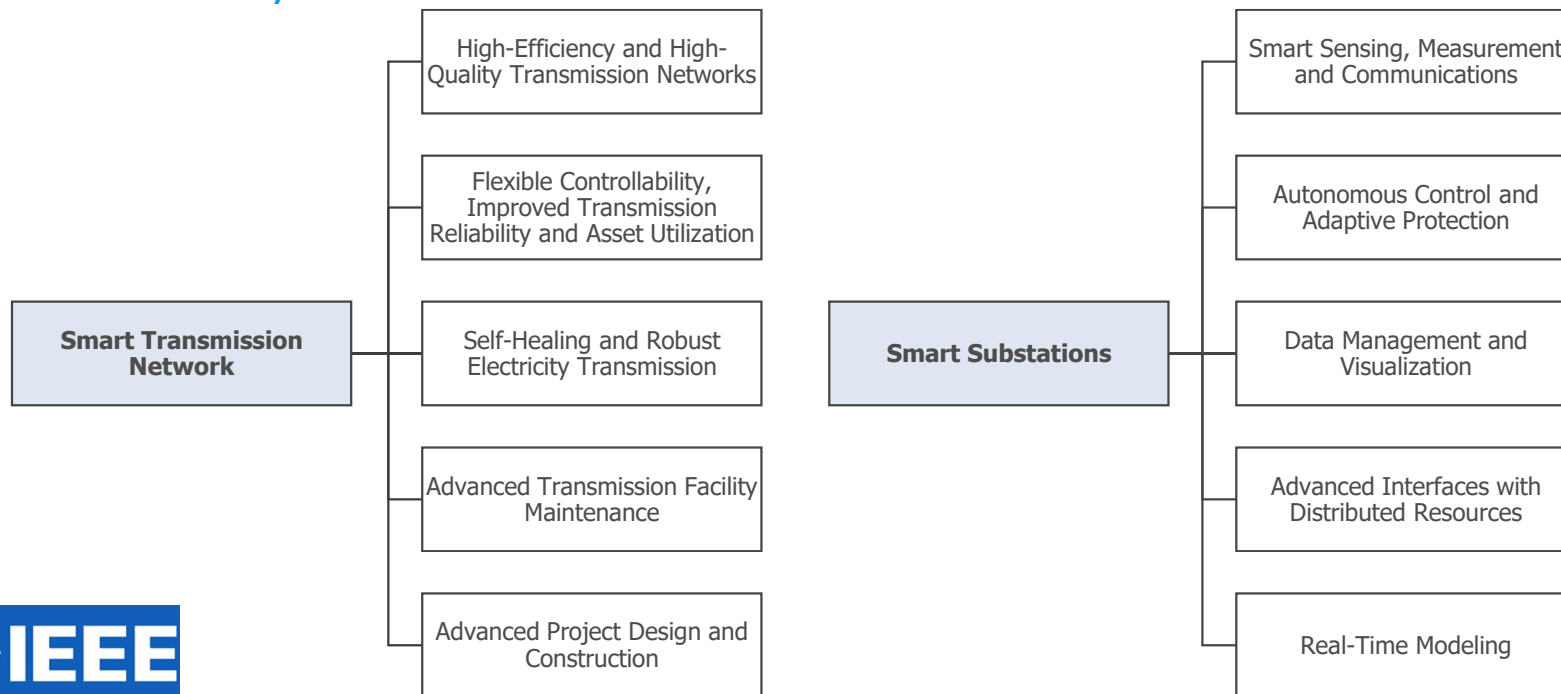 High-Efficiency and High-
Quality Transmission Networks
Flexible Controllability,
Improved Transmission
Reliability and Asset Utilization
Smart Transmission
Network
Self-Healing and Robust
Electricity Transmission
Advanced Transmission Facility
Maintenance
Advanced Project Design and
Construction
Smart Sensing, Measurement
and Communications
Autonomous Control and
Adaptive Protection
Smart Substations
Data Management and
Visualization
Advanced Interfaces with
Distributed Resources
Real-Time Modeling
IEEE